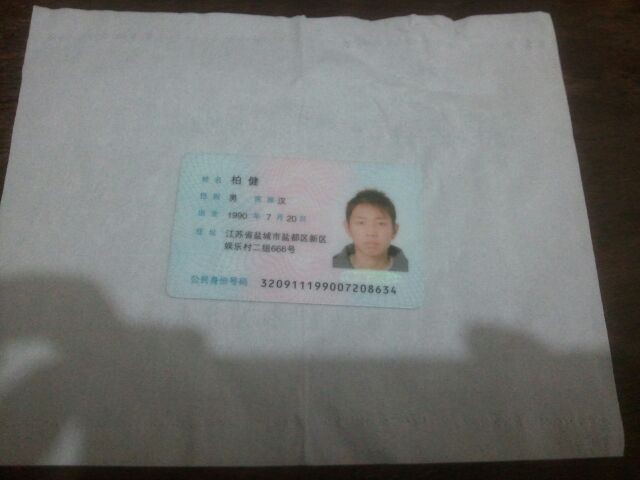 姓名 柏健
性别 男 民族 汉
出生 1990 年 7 月 20 日
住址 江苏省盐城市盐都区新区
娱乐村二组666号
公民身份号码 320911199007208634